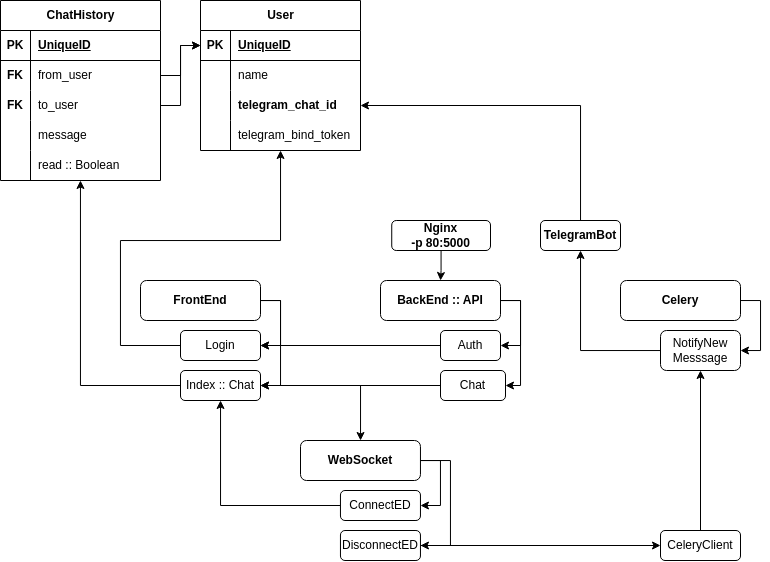 ChatHistory
PK UniqueID
FK from_user
FK to_user
message
read :: Boolean
User
PK UniqueID
name
telegram_chat_id
telegram_bind_token
Nginx
-p 80:5000
TelegramBot
FrontEnd
BackEnd :: API
Celery
Login
Auth
NotifyNew
Messsage
Index :: Chat
Chat
WebSocket
ConnectED
DisconnectED
CeleryClient